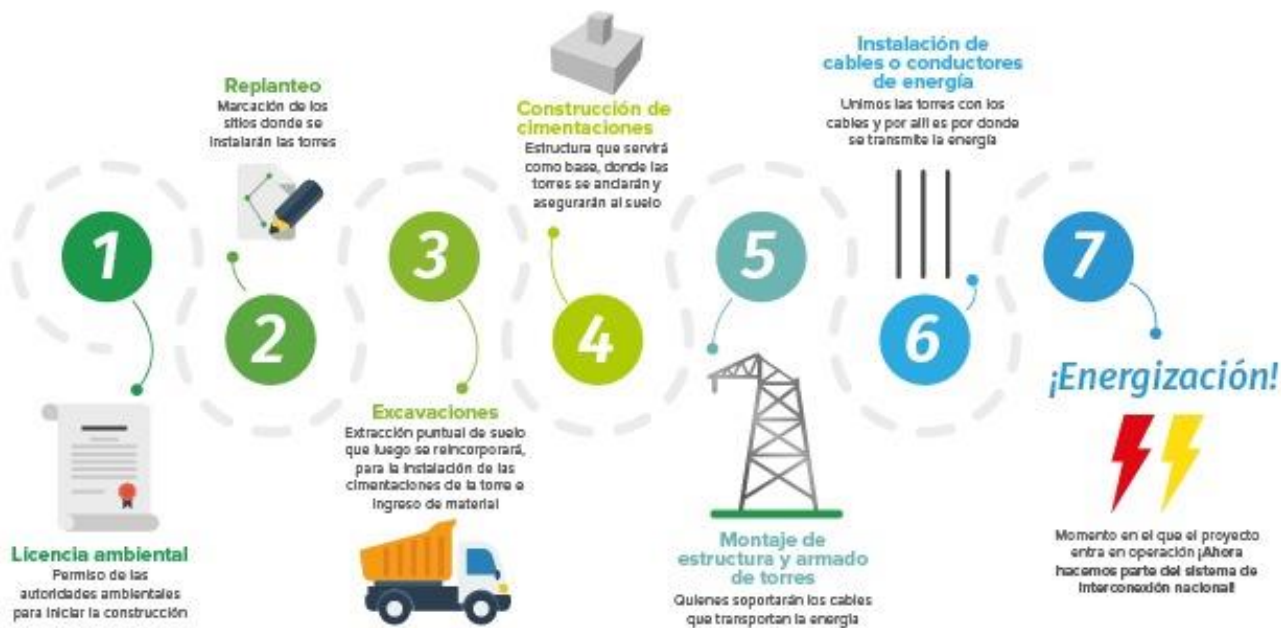 1
Licencia ambiental
Permiso de las
autoridades ambientales
para iniciar la construcción
Replanteo
Marcación de los
sitios donde se
instalarán las torres
2
3
Excavaciones
Extracción puntual de suelo
que luego se reincorporará,
para la instalación de las
cimentaciones de la torre e
ingreso de material
Construcción de
cimentaciones
Estructura que servirá
como base, donde las
torres se anclarán y
asegurarán al suelo
4
5
Montaje de
estructura y armado
de torres
Quienes soportarán los cables
que transportan la energía
Instalación de
cables o conductores
de energía
Unimos las torres con los
cables y por allí es por donde
se transmite la energía
6
7
¡Energización!
Momento en el que el proyecto
entra en operación ¡Ahora
hacemos parte del sistema de
interconexión nacional!